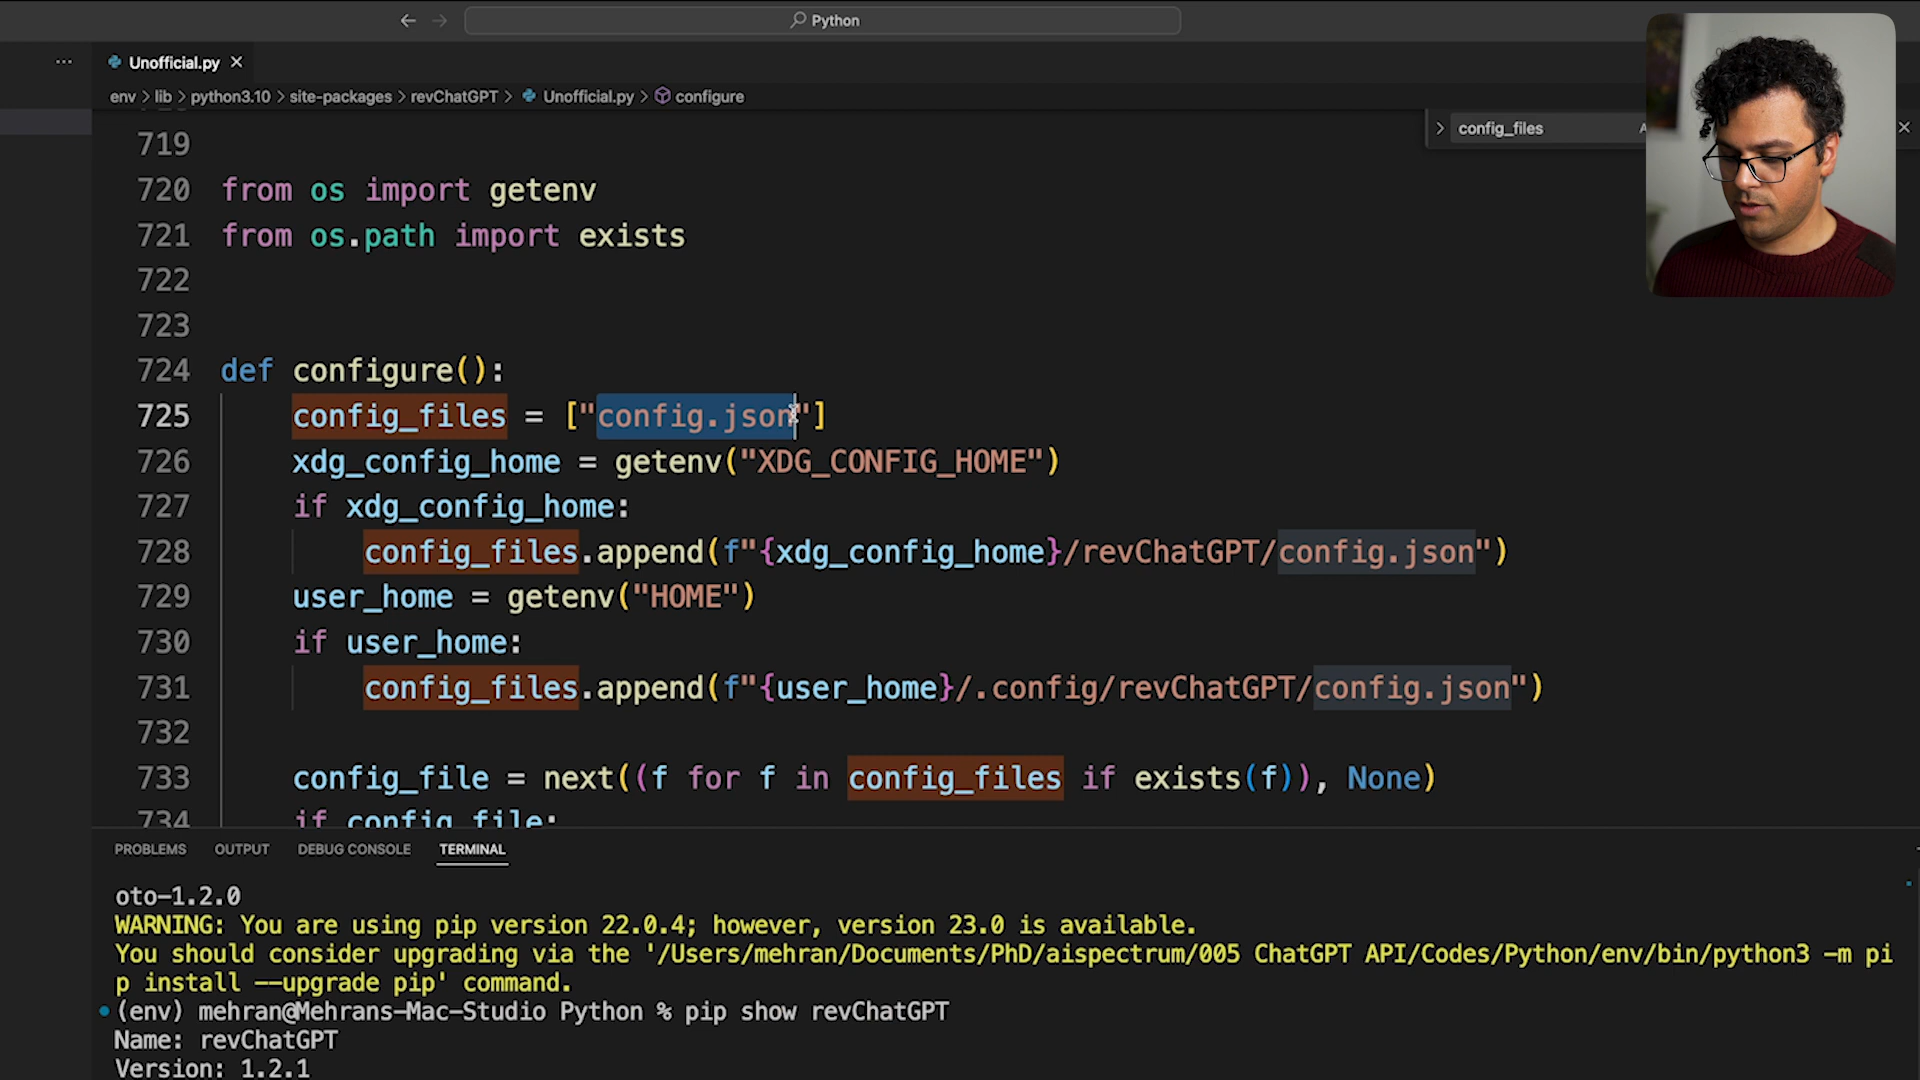 Python
Unofficial.py
env > lib > python3.10 > site-packages > revChatGPT > Unofficial.py > configure
config_files
719
720 from os import getenv
721 from os.path import exists
722
723
724 def configure():
725 config_files = ["config.json"]
726 xdg_config_home = getenv("XDG_CONFIG_HOME")
727 if xdg_config_home:
728 config_files.append(f"{xdg_config_home}/revChatGPT/config.json")
729 user_home = getenv("HOME")
730 if user_home:
731 config_files.append(f"{user_home}/.config/revChatGPT/config.json")
732
733 config_file = next((f for f in config_files if exists(f)), None)
734 if config_file:
PROBLEMS OUTPUT DEBUG CONSOLE TERMINAL
oto-1.2.0
WARNING: You are using pip version 22.0.4; however, version 23.0 is available.
You should consider upgrading via the '/Users/mehran/Documents/PhD/aispectrum/005 ChatGPT API/Codes/Python/env/bin/python3 -m pi
p install --upgrade pip' command.
(env) mehran@Mehrans-Mac-Studio Python % pip show revChatGPT
Name: revChatGPT
Version: 1.2.1